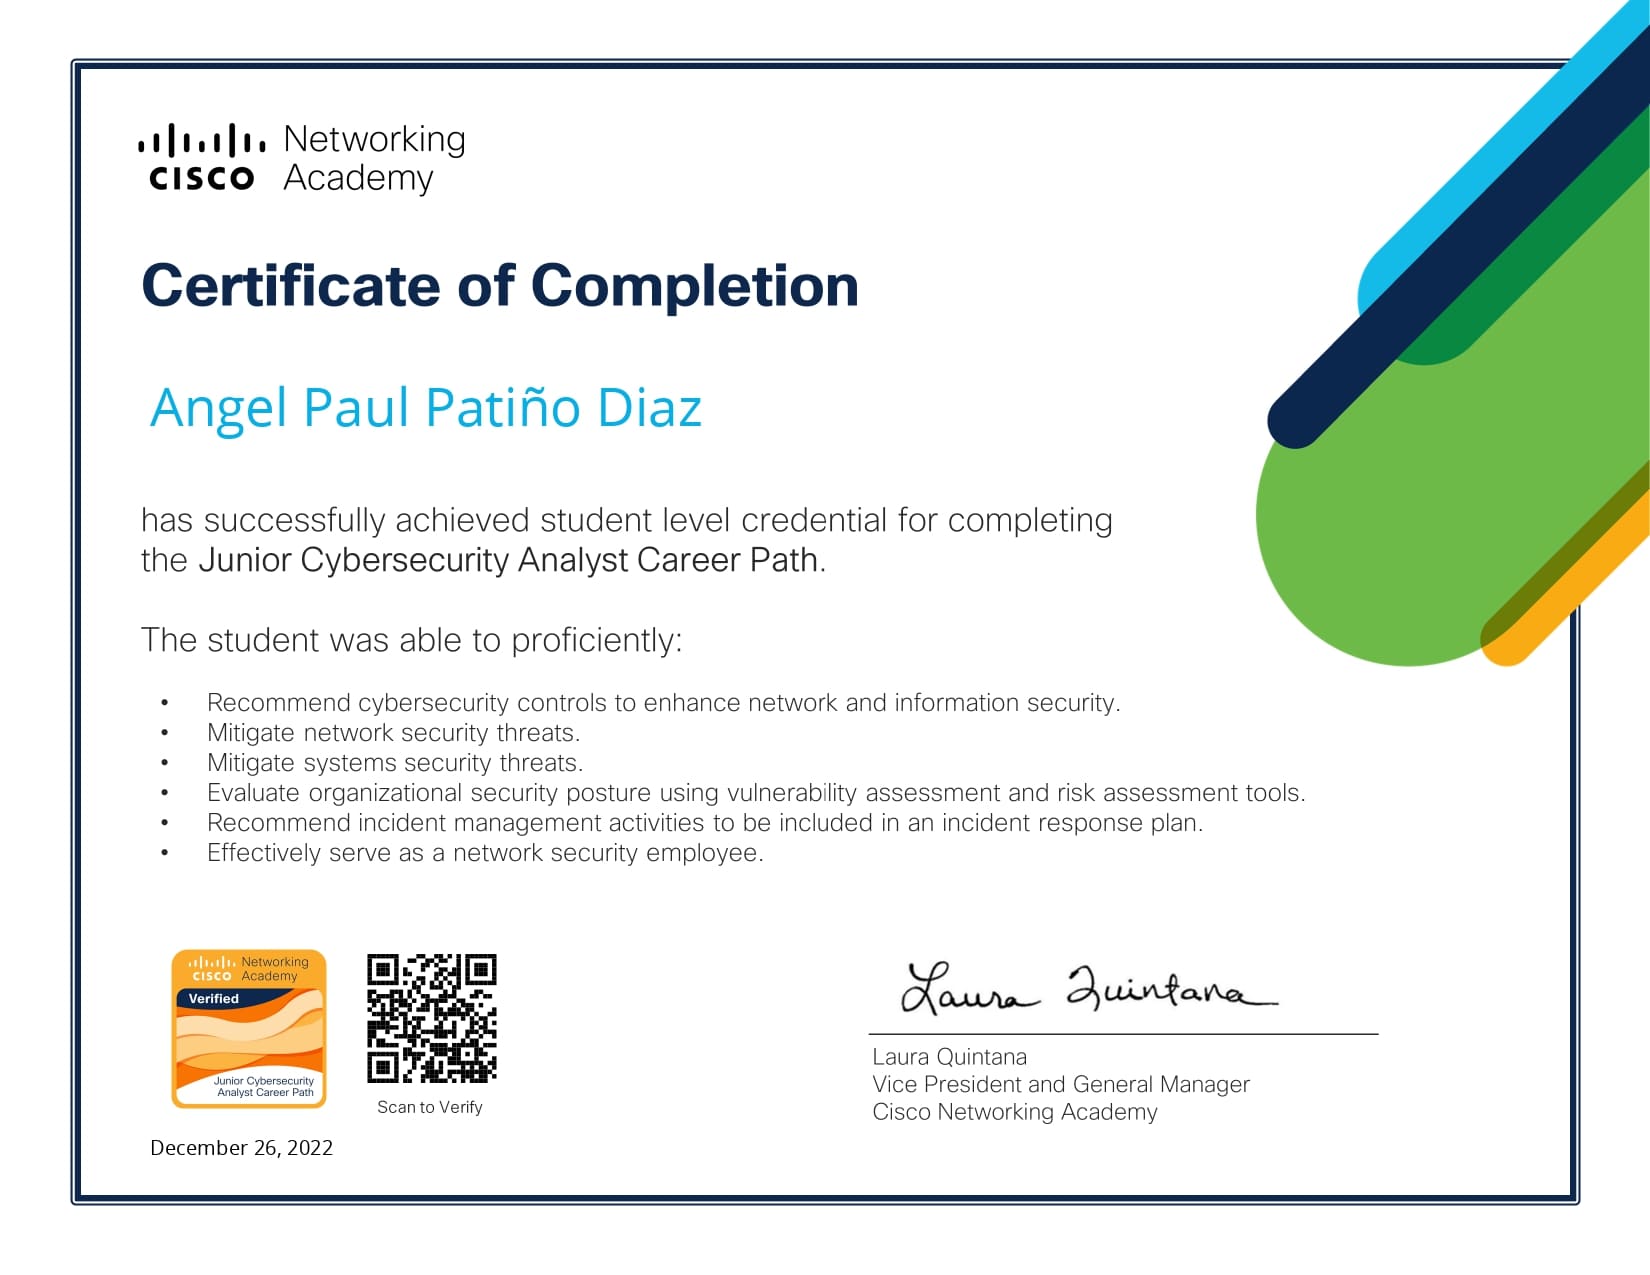 Networking
Academy
CISCO
Certificate of Completion
Angel Paul Patiño Diaz
has successfully achieved student level credential for completing
the Junior Cybersecurity Analyst Career Path.
The student was able to proficiently:
• Recommend cybersecurity controls to enhance network and information security.
• Mitigate network security threats.
• Mitigate systems security threats.
• Evaluate organizational security posture using vulnerability assessment and risk assessment tools.
• Recommend incident management activities to be included in an incident response plan.
• Effectively serve as a network security employee.
Networking
CISCO Academy
Verified
Junior Cybersecurity
Analyst Career Path
Scan to Verify
December 26, 2022
Laura Quintana
Laura Quintana
Vice President and General Manager
Cisco Networking Academy